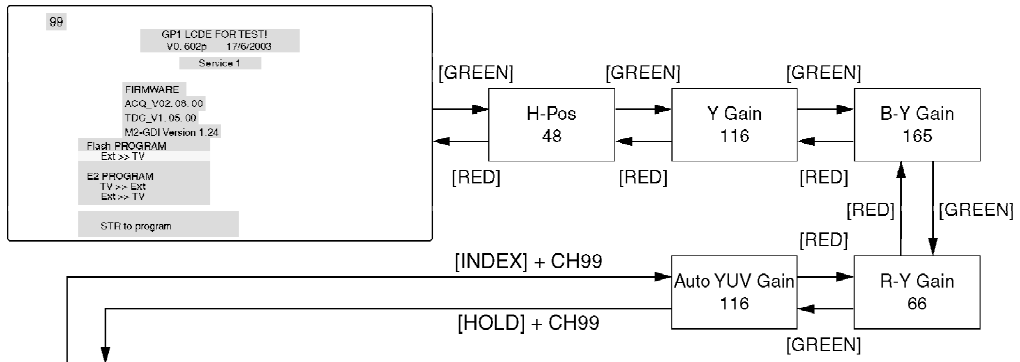 99
GP1 LCDE FOR TEST!
V0. 602p 17/6/2003
Service 1
FIRMWARE
ACQ_V02. 08. 00
TDC_V1. 05. 00
M2-GDI Version 1.24
Flash PROGRAM
Ext >> TV
E2 PROGRAM
TV >> Ext
Ext >> TV
STR to program
[GREEN] [GREEN] [GREEN]
H-Pos Y Gain B-Y Gain
48 116 165
[RED] [RED] [RED]
[RED] [GREEN]
[RED]
[INDEX] + CH99
Auto YUV Gain R-Y Gain
116 66
[HOLD] + CH99
[GREEN]